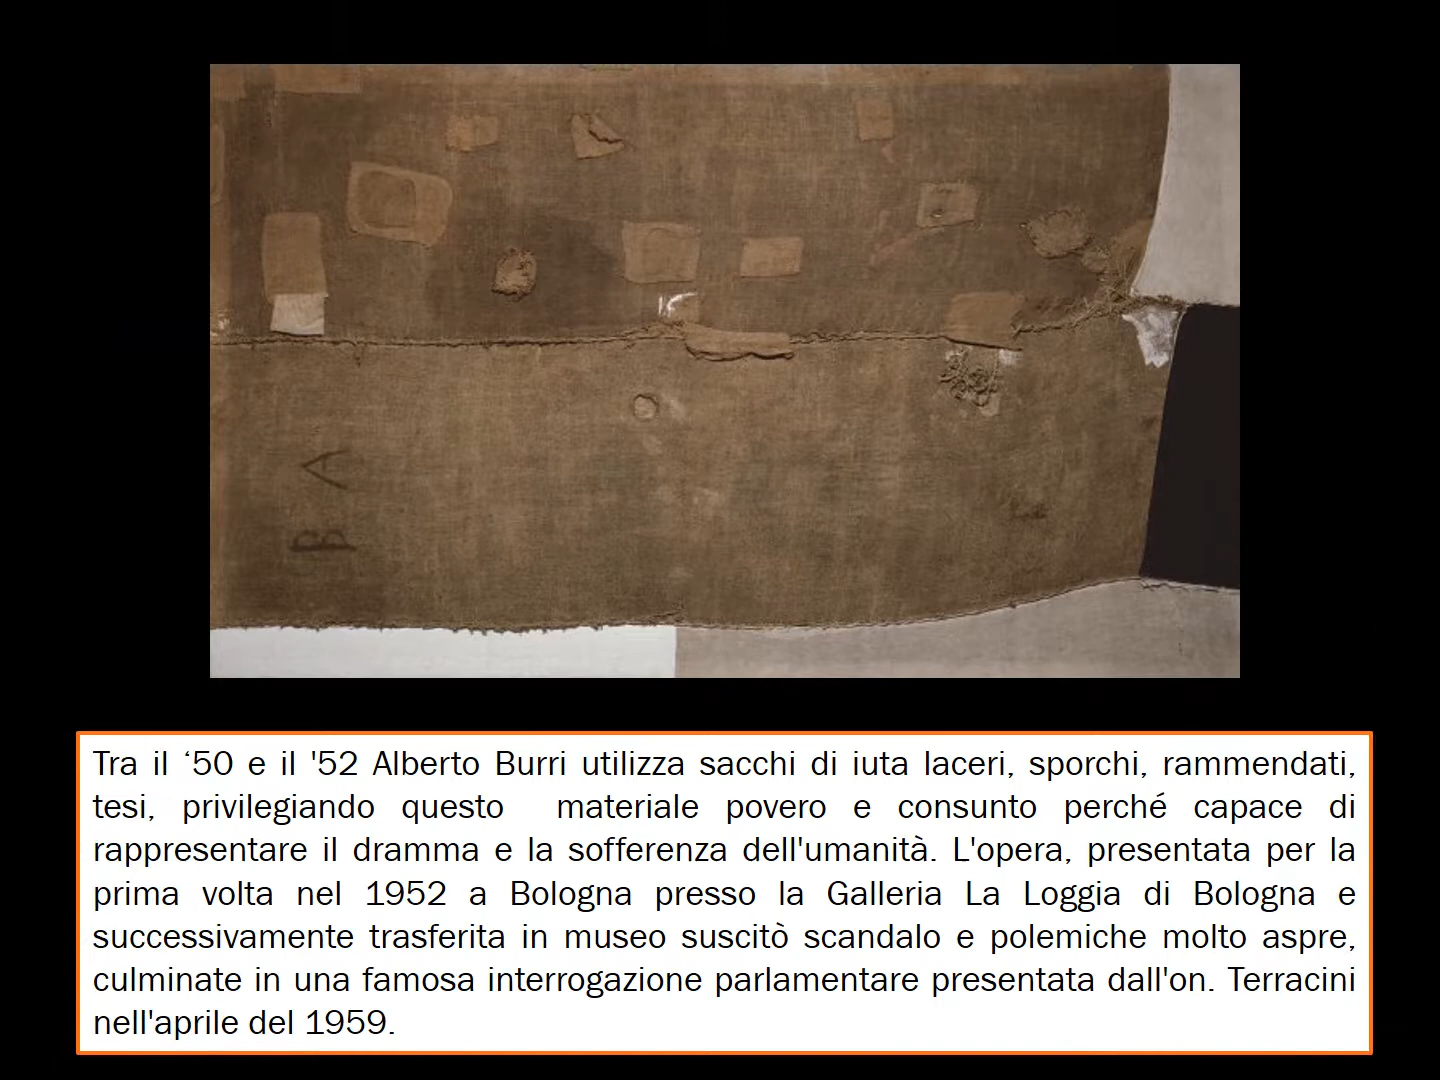 B A
Tra il ‘50 e il '52 Alberto Burri utilizza sacchi di iuta laceri, sporchi, rammendati,
tesi, privilegiando questo materiale povero e consunto perché capace di
rappresentare il dramma e la sofferenza dell'umanità. L'opera, presentata per la
prima volta nel 1952 a Bologna presso la Galleria La Loggia di Bologna e
successivamente trasferita in museo suscitò scandalo e polemiche molto aspre,
culminate in una famosa interrogazione parlamentare presentata dall'on. Terracini
nell'aprile del 1959.